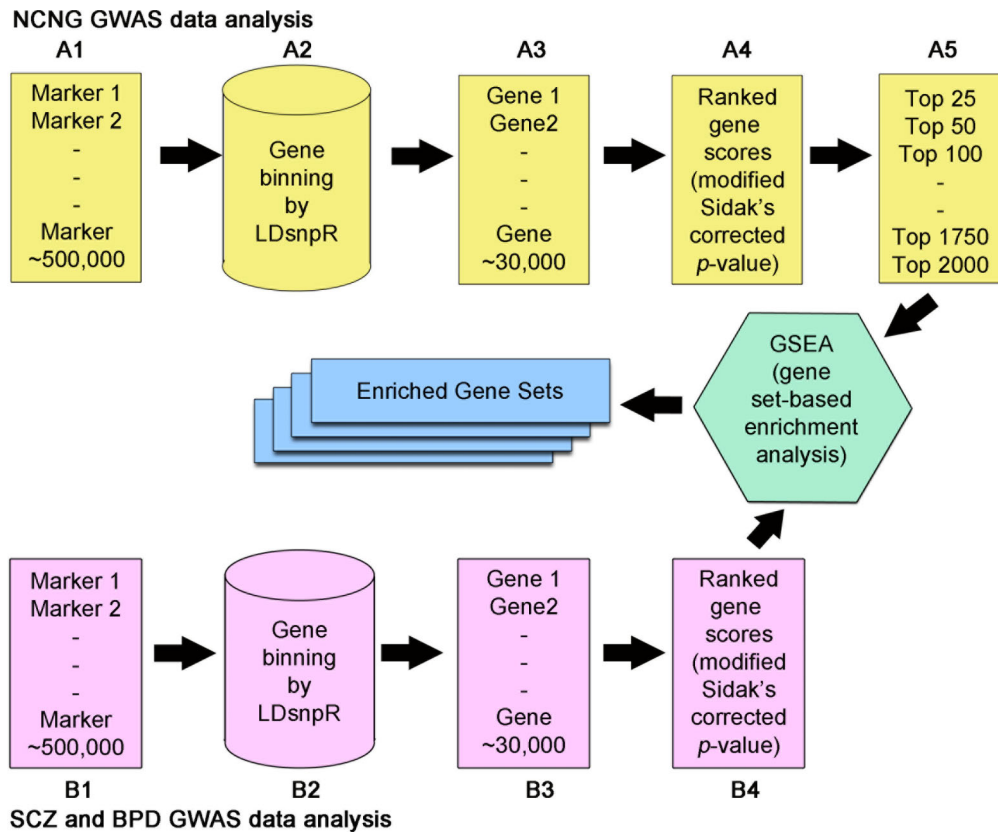 NCNG GWAS data analysis
A1
A2
A3
A4
A5
Marker 1
Marker 2
-
-
-
Marker
~500,000
Gene
binning
by
LDsnpR
Gene 1
Gene2
-
-
-
Gene
~30,000
Ranked
gene
scores
(modified
Sidak's
corrected
p-value)
Top 25
Top 50
Top 100
-
-
Top 1750
Top 2000
GSEA
(gene
set-based
enrichment
analysis)
Enriched Gene Sets
Marker 1
Marker 2
-
-
-
Marker
~500,000
Gene
binning
by
LDsnpR
Gene 1
Gene2
-
-
-
Gene
~30,000
Ranked
gene
scores
(modified
Sidak's
corrected
p-value)
B1
B2
B3
B4
SCZ and BPD GWAS data analysis